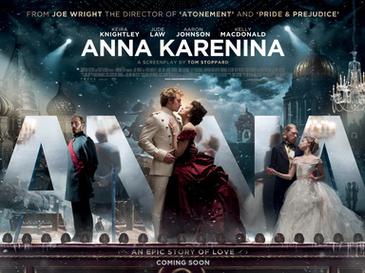 FROM JOE WRIGHT THE DIRECTOR OF 'ATONEMENT' AND 'PRIDE & PREJUDICE'
KEIRA KNIGHTLEY JUDE LAW AARON JOHNSON KELLY MACDONALD
ANNA KARENINA
A SCREENPLAY BY TOM STOPPARD
ANNA
AN EPIC STORY OF LOVE
COMING SOON